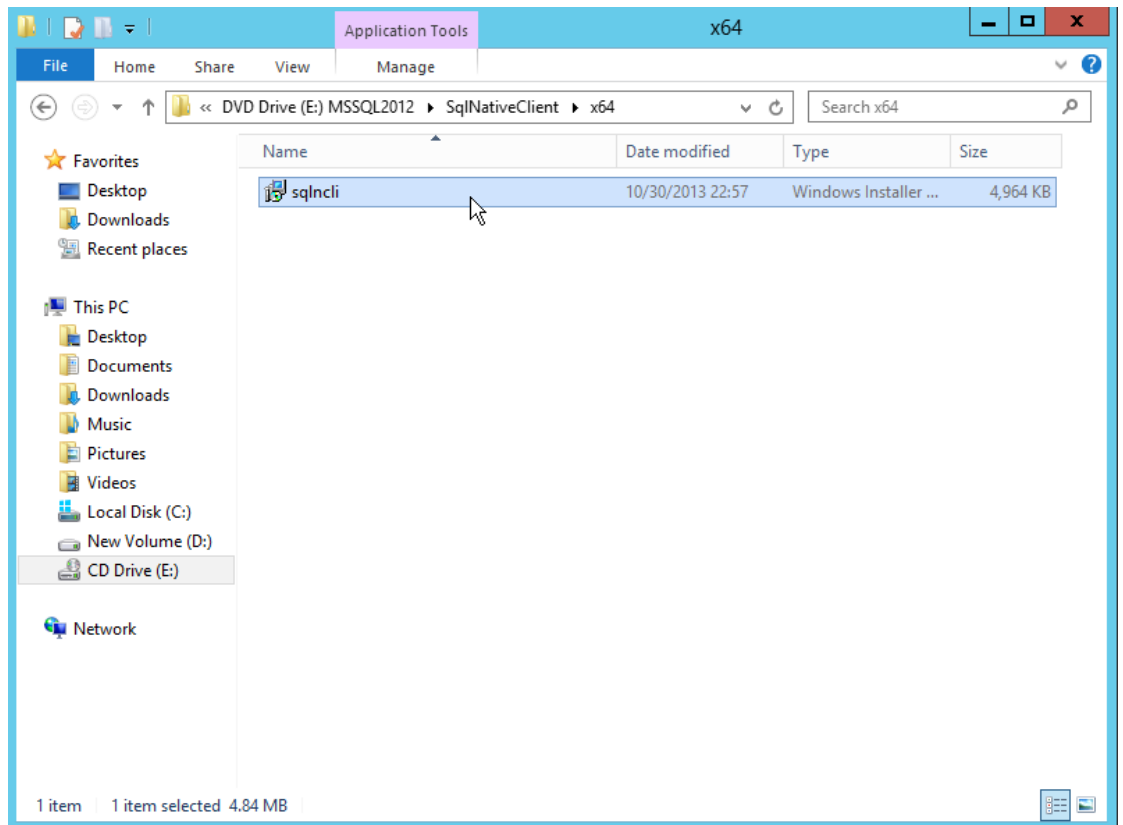 Application Tools
x64
File
Home
Share
View
Manage
« DVD Drive (E:) MSSQL2012 ▸ SqlNativeClient ▸ x64
Search x64
Name
Date modified
Type
Size
sqlncli
10/30/2013 22:57
Windows Installer ...
4,964 KB
Favorites
Desktop
Downloads
Recent places
This PC
Desktop
Documents
Downloads
Music
Pictures
Videos
Local Disk (C:)
New Volume (D:)
CD Drive (E:)
Network
1 item
1 item selected 4.84 MB